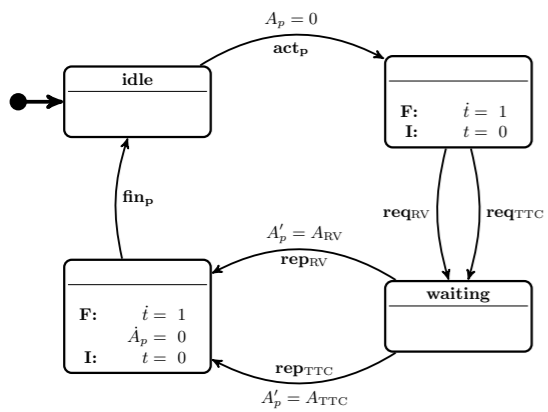 A_p = 0
act_p
idle
F: ṫ = 1
I: t = 0
fin_p
req_RV
req_TTC
A′_p = A_RV
rep_RV
waiting
F: ṫ = 1
Ȧ_p = 0
I: t = 0
rep_TTC
A′_p = A_TTC